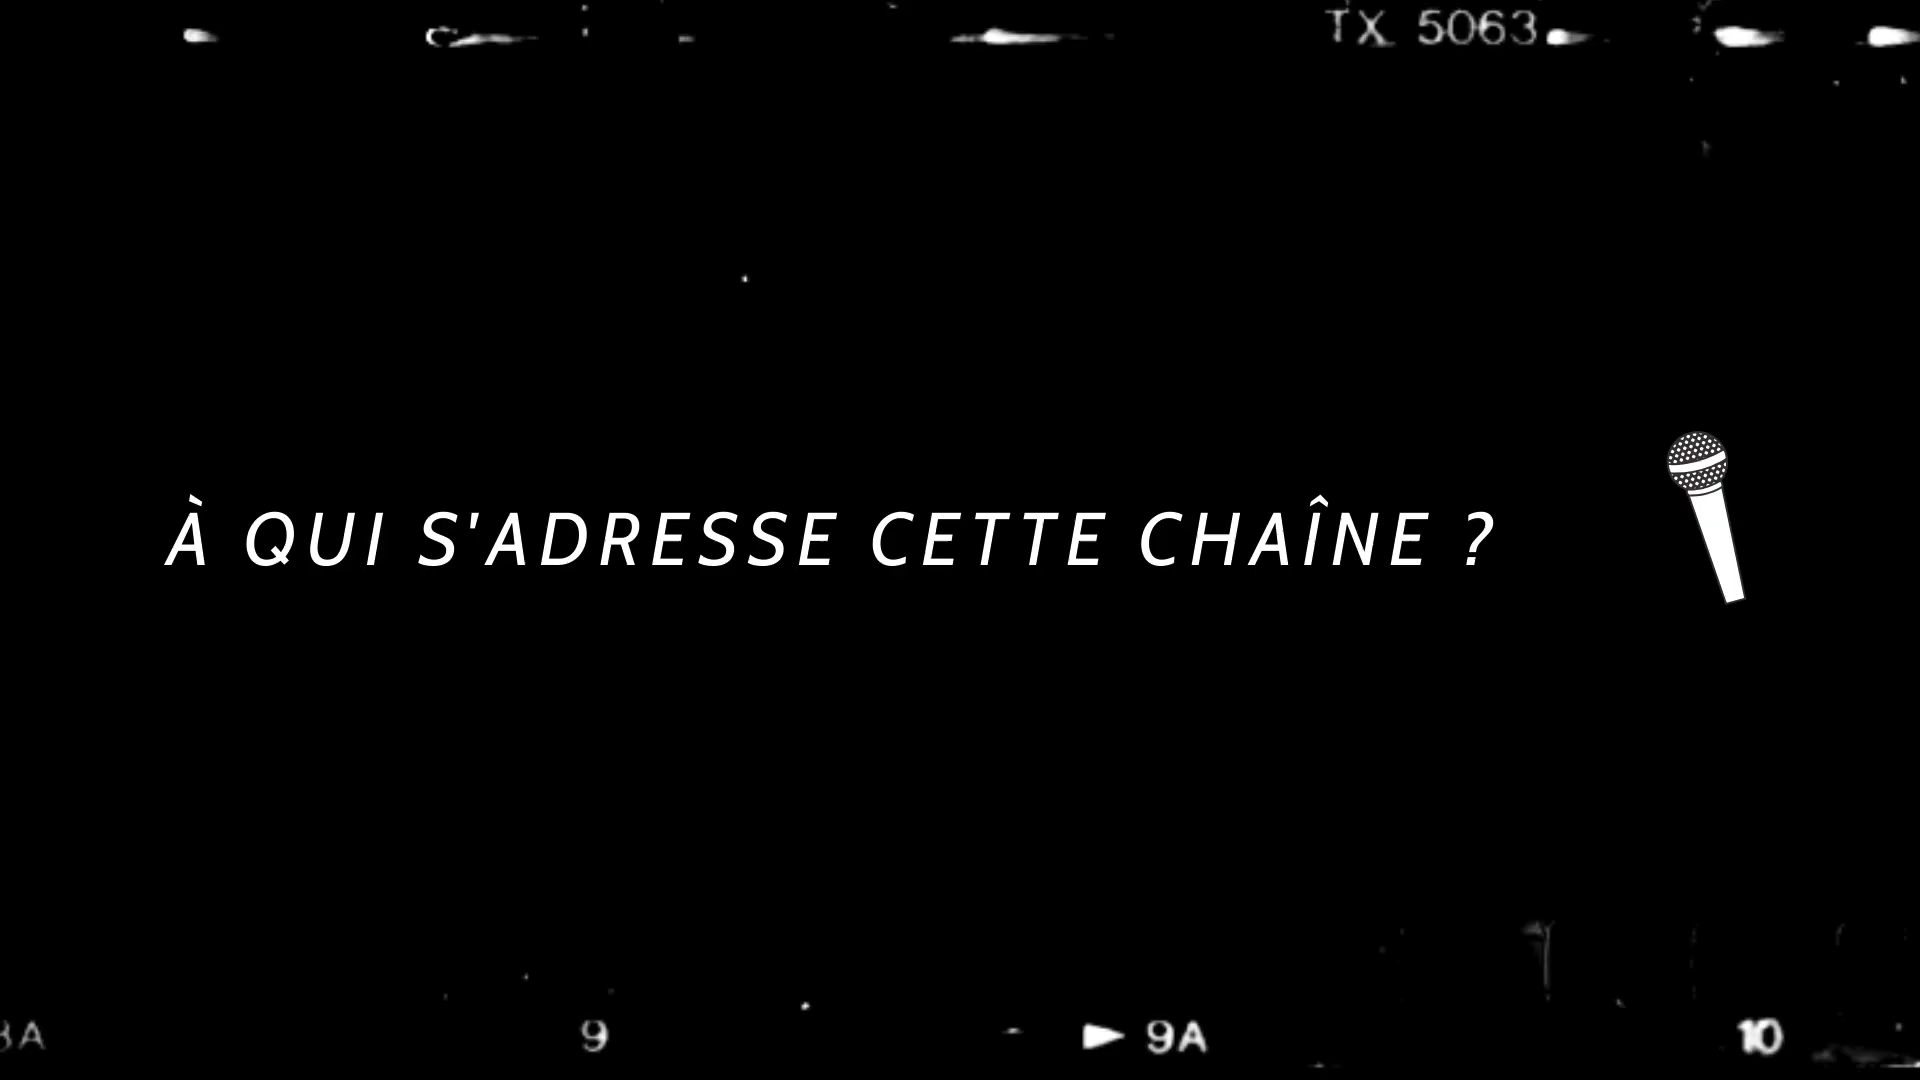 TX 5063
À QUI S'ADRESSE CETTE CHAÎNE ?
9 ▶ 9A 10